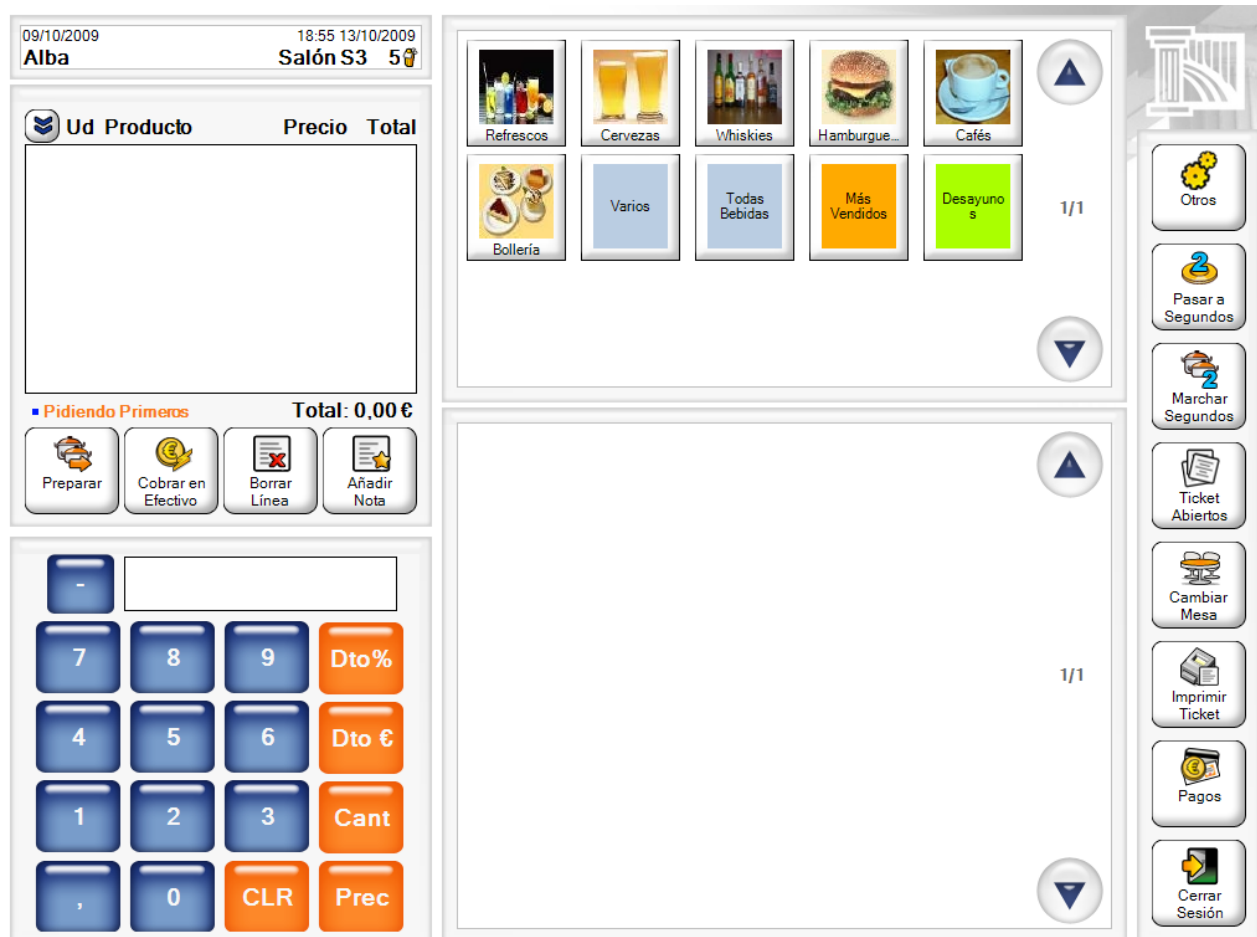 09/10/2009 18:55 13/10/2009
Alba Salón S3 5
Ud Producto Precio Total
Pidiendo Primeros Total: 0,00 €
Preparar
Cobrar en
Efectivo
Borrar
Línea
Añadir
Nota
-
7 8 9 Dto%
4 5 6 Dto €
1 2 3 Cant
, 0 CLR Prec
Refrescos Cervezas Whiskies Hamburgue... Cafés
Bollería
Varios
Todas
Bebidas
Más
Vendidos
Desayuno
s
1/1
1/1
Otros
2
Pasar a
Segundos
2
Marchar
Segundos
Ticket
Abiertos
Cambiar
Mesa
Imprimir
Ticket
Pagos
Cerrar
Sesión